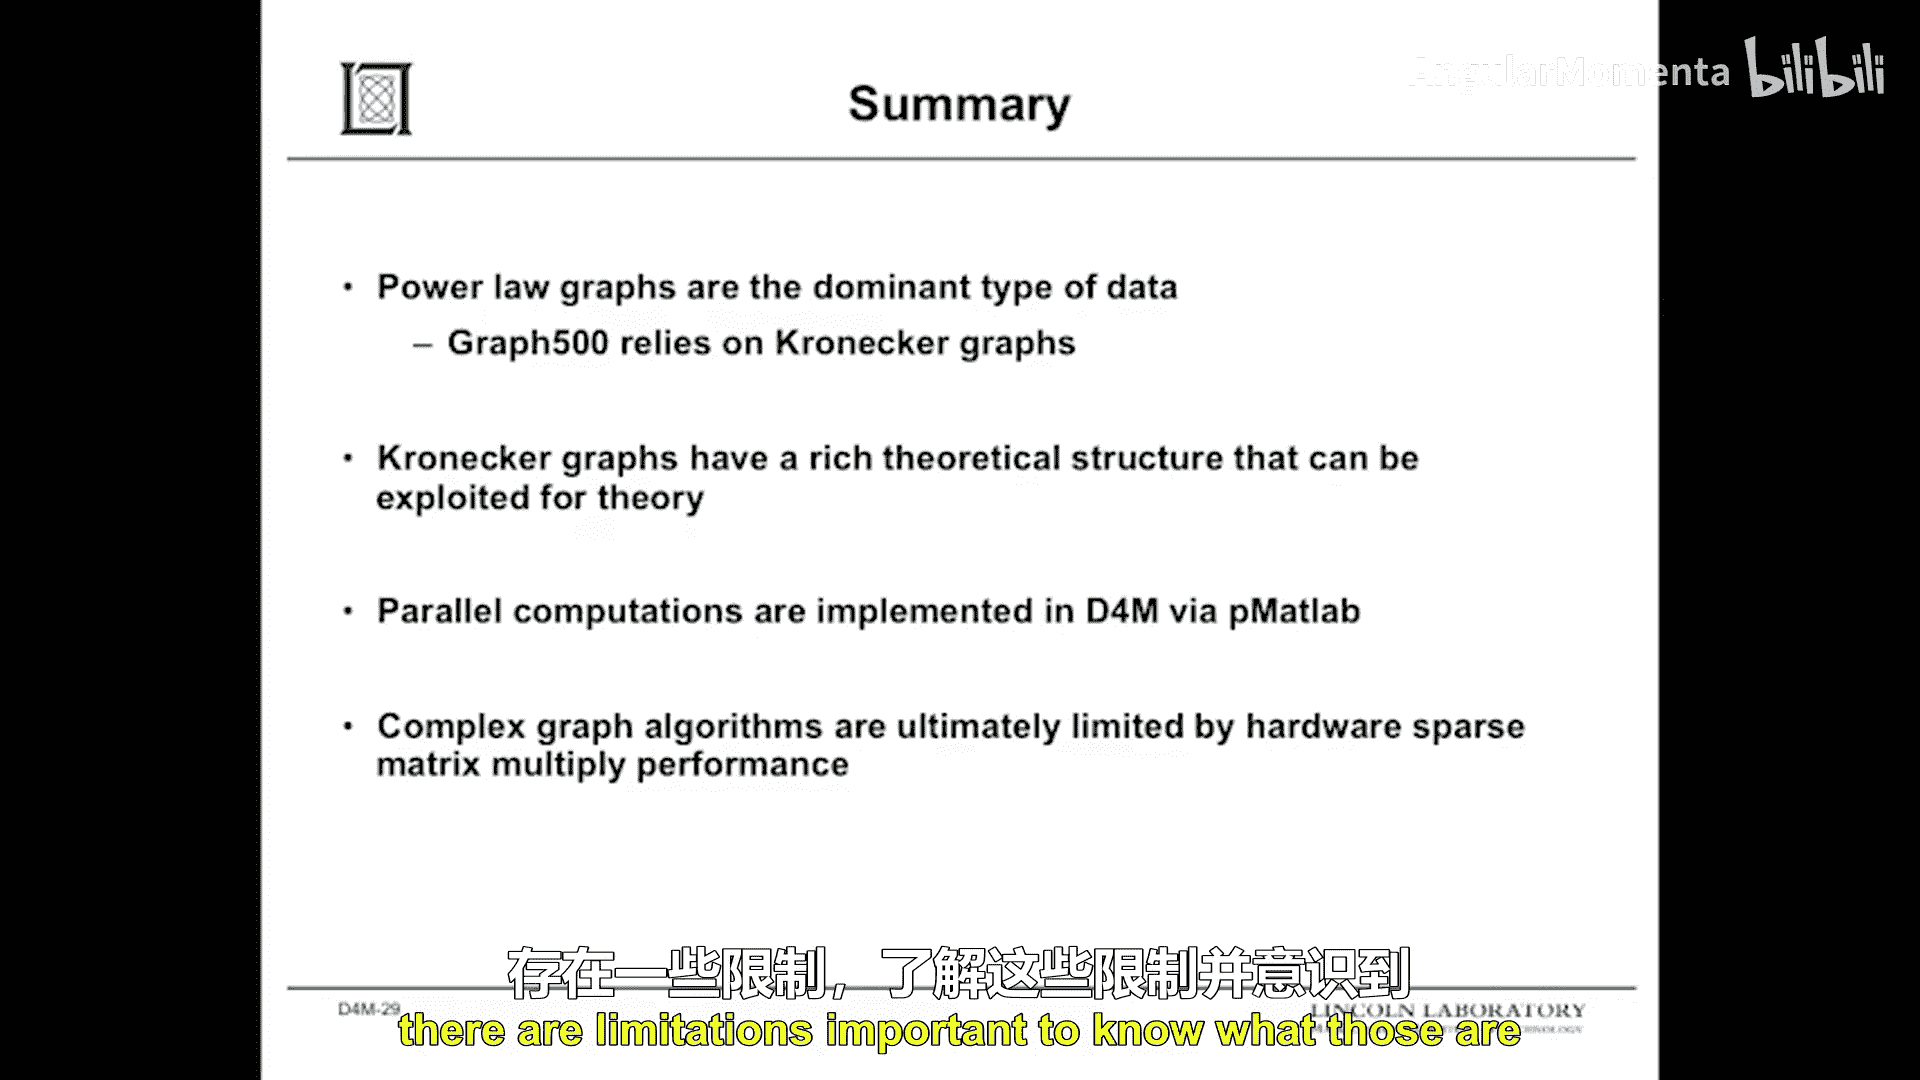 AngularMomenta bilibili
Summary
• Power law graphs are the dominant type of data
– Graph500 relies on Kronecker graphs
• Kronecker graphs have a rich theoretical structure that can be
exploited for theory
• Parallel computations are implemented in D4M via pMatlab
• Complex graph algorithms are ultimately limited by hardware sparse
matrix multiply performance
存在一些限制，了解这些限制并意识到
D4M-29
LINCOLN LABORATORY
there are limitations important to know what those are